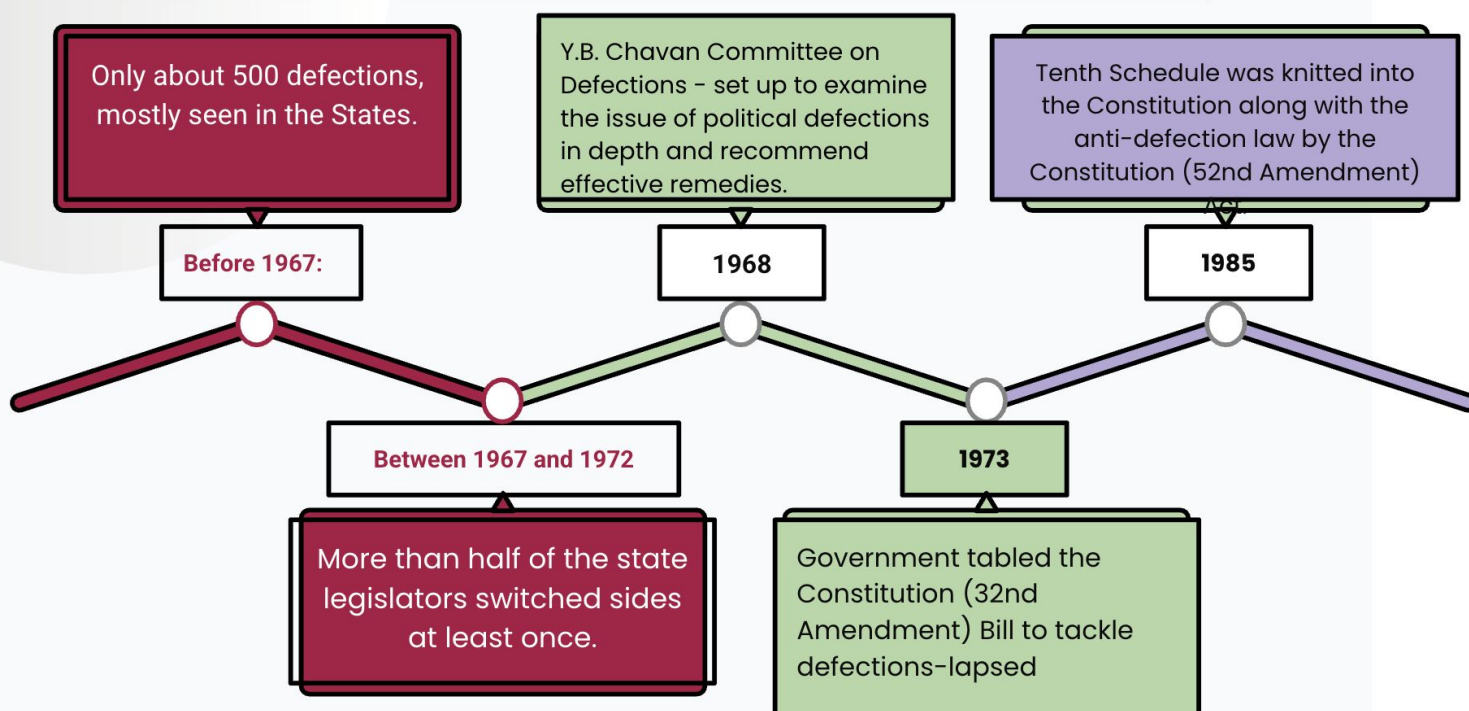 Only about 500 defections,
mostly seen in the States.
Before 1967:
Between 1967 and 1972
More than half of the state
legislators switched sides
at least once.
Y.B. Chavan Committee on
Defections - set up to examine
the issue of political defections
in depth and recommend
effective remedies.
1968
1973
Government tabled the
Constitution (32nd
Amendment) Bill to tackle
defections-lapsed
Tenth Schedule was knitted into
the Constitution along with the
anti-defection law by the
Constitution (52nd Amendment)
Act.
1985